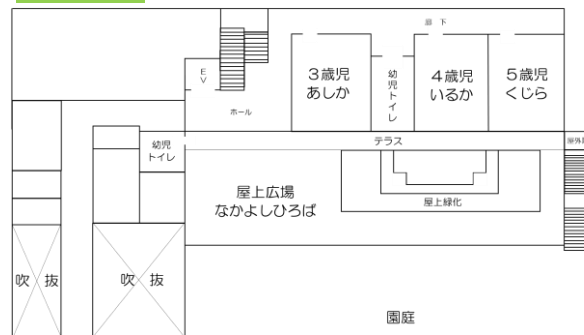 廊 下
3歳児
あしか
幼児トイレ
4歳児
いるか
5歳児
くじら
EV
ホール
幼児
トイレ
テラス
屋上広場
なかよしひろば
屋上緑化
吹 抜
吹 抜
園庭